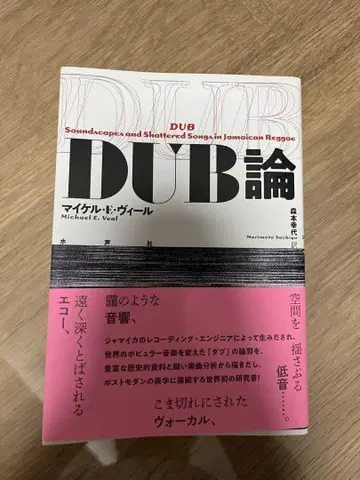 DUB
DUB
Soundscapes and Shattered Songs in Jamaican Reggae
DUB論
マイケル・E・ヴィール
Michael E. Veal
森本幸代 訳
Morimoto Sachiyo
水戸社
空間を揺さぶる
低音……。
靄のような
音響、
ジャマイカのレコーディング・エンジニアによって生みだされ、
世界のポピュラー音楽を変えた「ダブ」の論詳を、
豊富な歴史的資料と鋭い楽曲分析から描きだし、
ポストモダンの美学に接続する世界初の研究書!
遠く深くとばされる
エコー、
こま切れにされた
ヴォーカル、